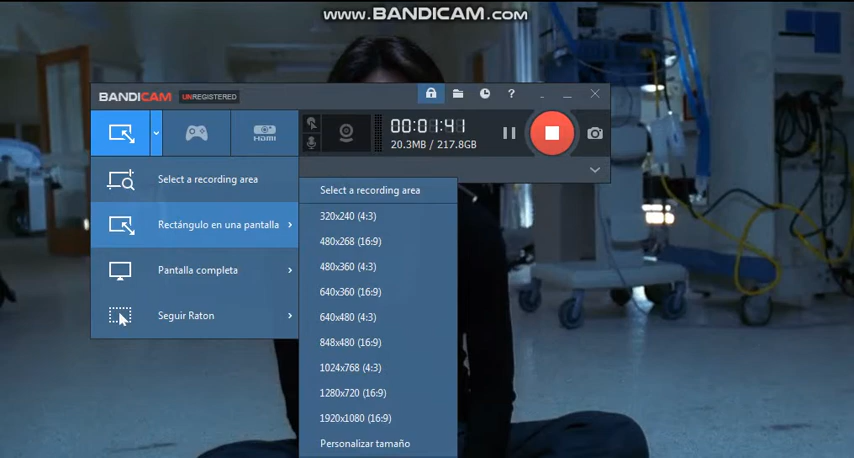 www.BANDICAM.com
BANDICAM UNREGISTERED
?
HDMI
00:01:41
20.3MB / 217.8GB
Select a recording area
Rectángulo en una pantalla
Pantalla completa
Seguir Raton
Select a recording area
320x240 (4:3)
480x268 (16:9)
480x360 (4:3)
640x360 (16:9)
640x480 (4:3)
848x480 (16:9)
1024x768 (4:3)
1280x720 (16:9)
1920x1080 (16:9)
Personalizar tamaño